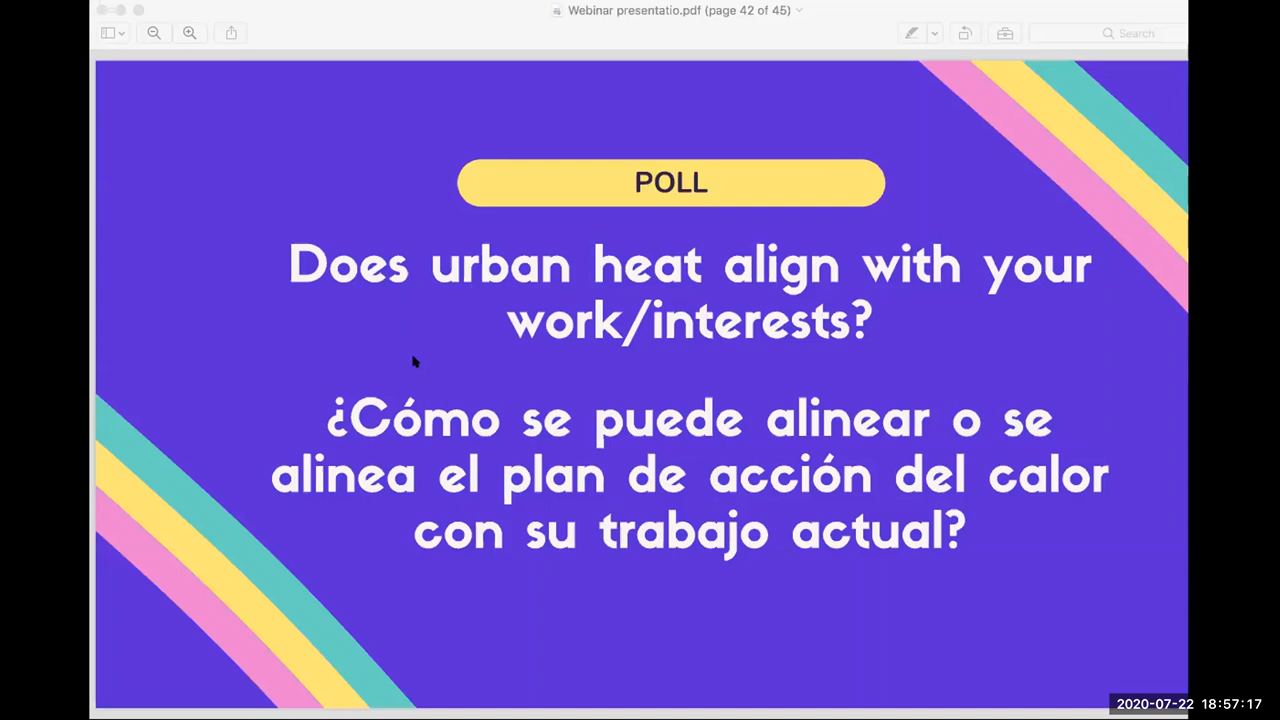 Webinar presentatio.pdf (page 42 of 45)
Search
POLL
Does urban heat align with your
work/interests?
¿Cómo se puede alinear o se
alinea el plan de acción del calor
con su trabajo actual?
2020-07-22 18:57:17